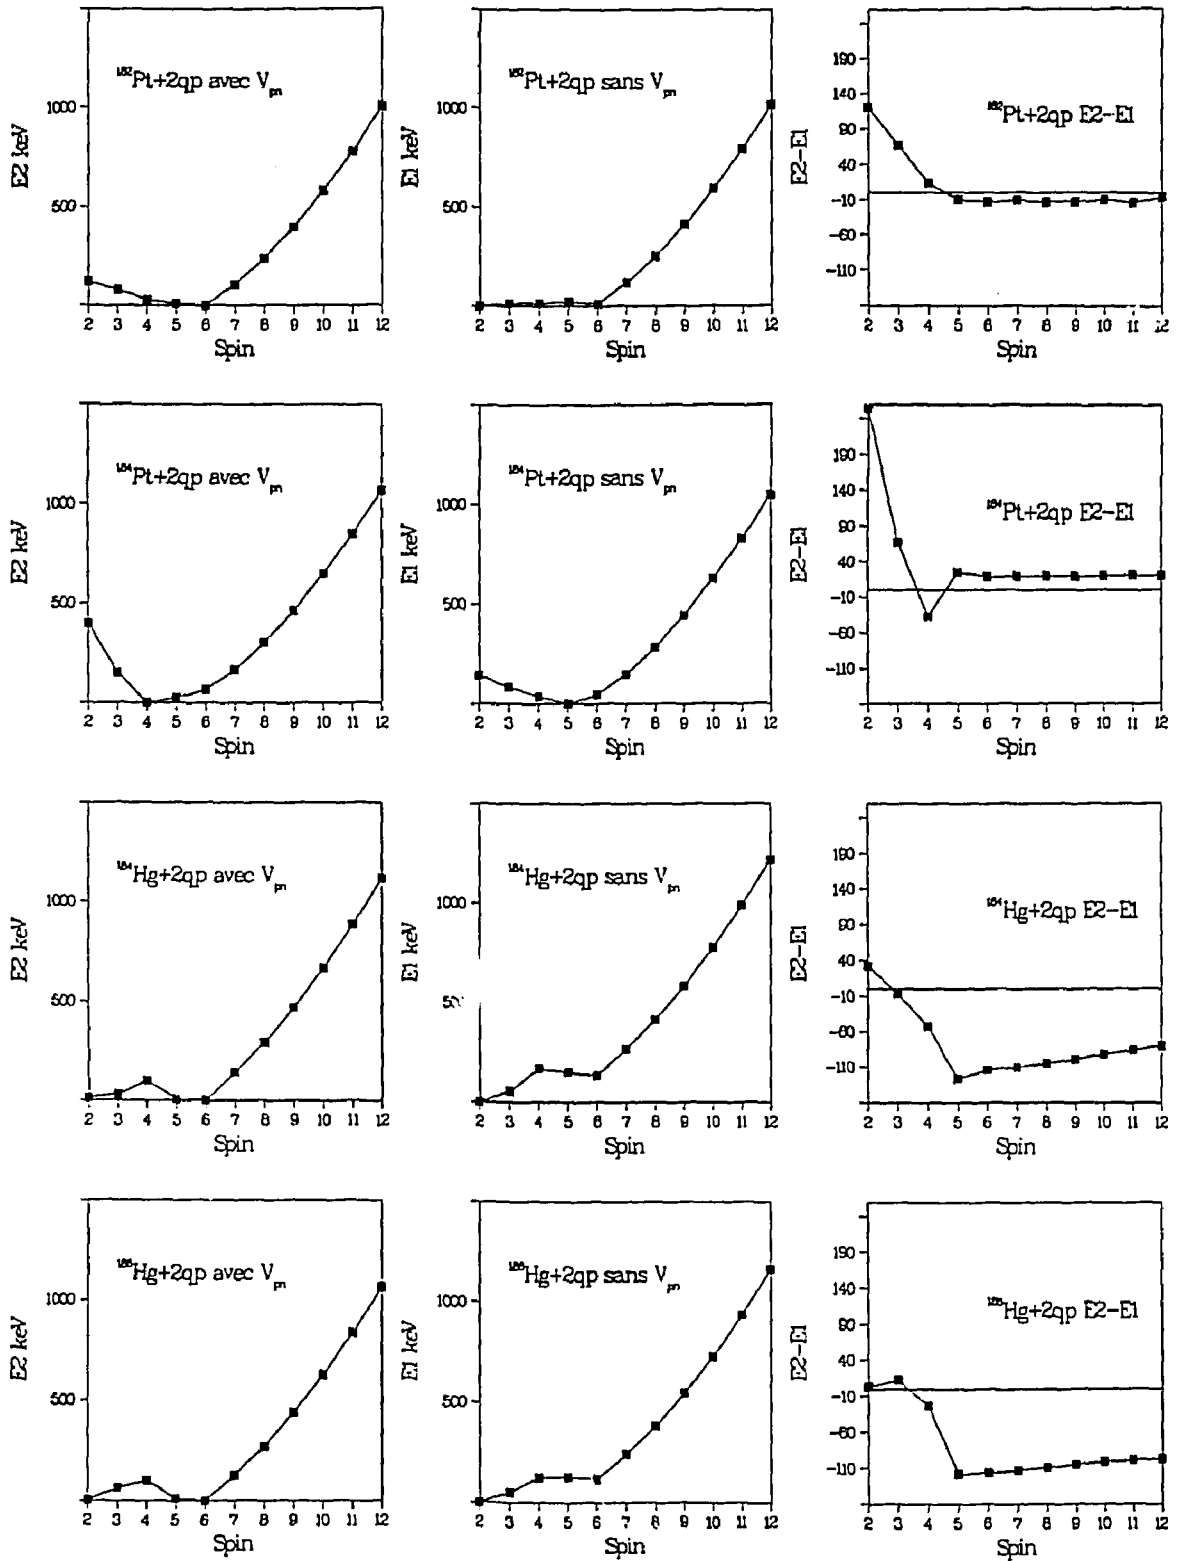 ¹⁸²Pt+2qp avec Vpn
E2 keV
1000
500
2 3 4 5 6 7 8 9 10 11 12
Spin
¹⁸²Pt+2qp sans Vpn
E1 keV
1000
500
2 3 4 5 6 7 8 9 10 11 12
Spin
¹⁸²Pt+2qp E2-E1
E2-E1
190
140
90
40
-10
-60
-110
2 3 4 5 6 7 8 9 10 11 12
Spin
¹⁸⁴Pt+2qp avec Vpn
E2 keV
1000
500
2 3 4 5 6 7 8 9 10 11 12
Spin
¹⁸⁴Pt+2qp sans Vpn
E1 keV
1000
500
2 3 4 5 6 7 8 9 10 11 12
Spin
¹⁸⁴Pt+2qp E2-E1
E2-E1
190
140
90
40
-10
-60
-110
2 3 4 5 6 7 8 9 10 11 12
Spin
¹⁸⁴Hg+2qp avec Vpn
E2 keV
1000
500
2 3 4 5 6 7 8 9 10 11 12
Spin
¹⁸⁴Hg+2qp sans Vpn
E1 keV
1000
2 3 4 5 6 7 8 9 10 11 12
Spin
¹⁸⁴Hg+2qp E2-E1
E2-E1
190
140
90
40
-10
-60
-110
2 3 4 5 6 7 8 9 10 11 12
Spin
¹⁸⁶Hg+2qp avec Vpn
E2 keV
1000
500
2 3 4 5 6 7 8 9 10 11 12
Spin
¹⁸⁶Hg+2qp sans Vpn
E1 keV
1000
500
2 3 4 5 6 7 8 9 10 11 12
Spin
¹⁸⁶Hg+2qp E2-E1
E2-E1
190
140
90
40
-10
-60
-110
2 3 4 5 6 7 8 9 10 11 12
Spin